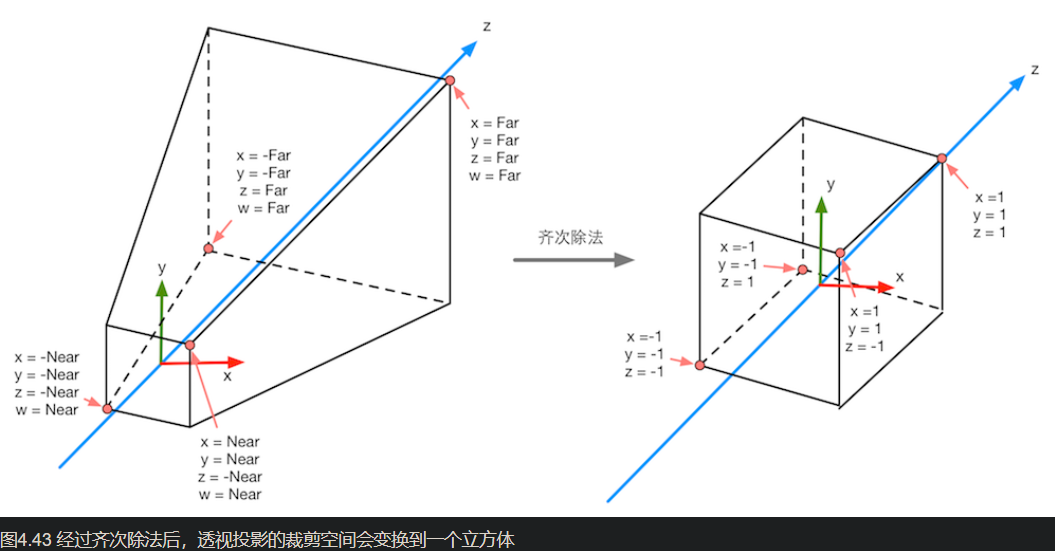 z
x = Far
y = Far
z = Far
w = Far
x = -Far
y = -Far
z = Far
w = Far
y
x
x = -Near
y = -Near
z = -Near
w = Near
x = Near
y = Near
z = -Near
w = Near
齐次除法
z
x =1
y = 1
z = 1
y
x =-1
y = -1
z = 1
x
x =1
y = 1
z = -1
x =-1
y = -1
z = -1
图4.43 经过齐次除法后，透视投影的裁剪空间会变换到一个立方体